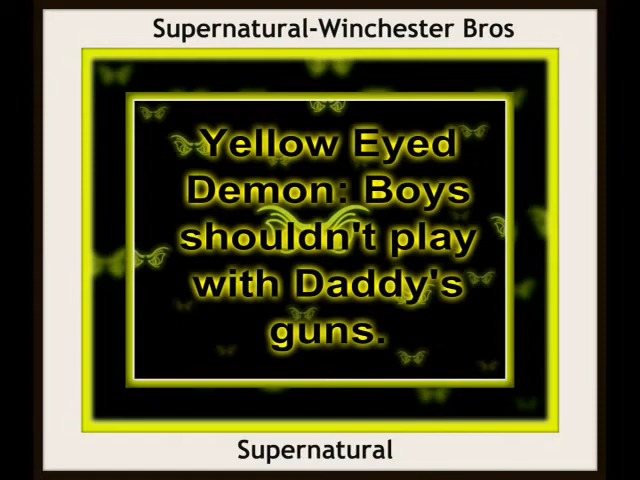 Supernatural-Winchester Bros
Yellow Eyed
Demon: Boys
shouldn't play
with Daddy's
guns.
Supernatural